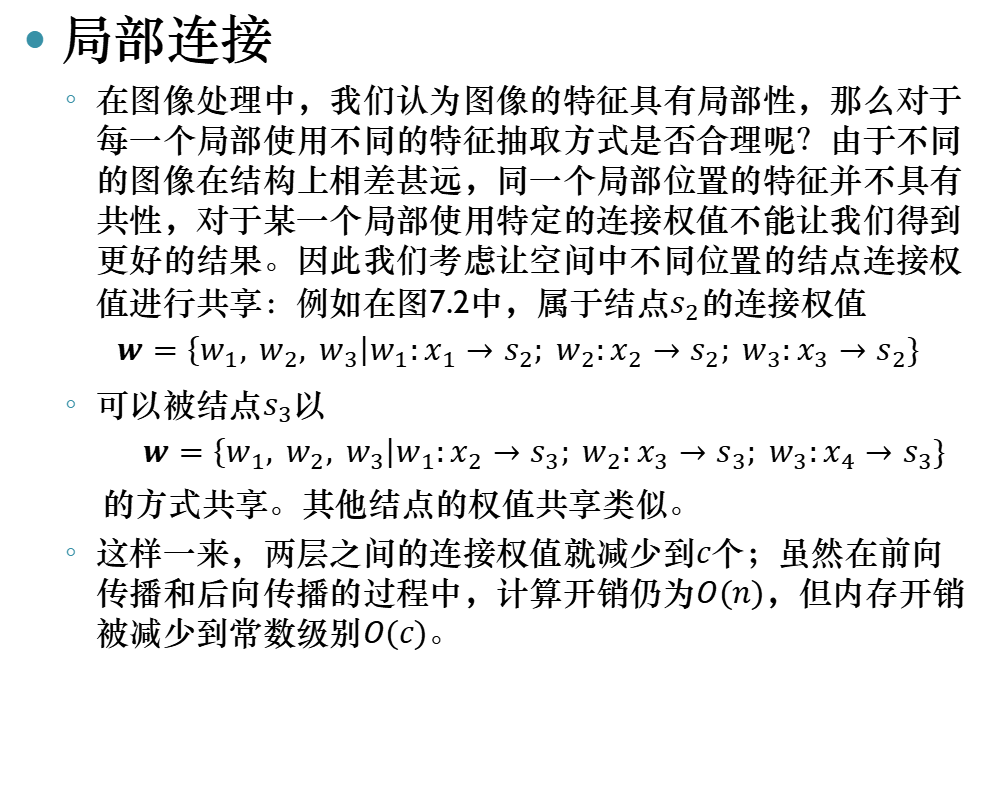 局部连接
在图像处理中，我们认为图像的特征具有局部性，那么对于
每一个局部使用不同的特征抽取方式是否合理呢？由于不同
的图像在结构上相差甚远，同一个局部位置的特征并不具有
共性，对于某一个局部使用特定的连接权值不能让我们得到
更好的结果。因此我们考虑让空间中不同位置的结点连接权
值进行共享：例如在图7.2中，属于结点s₂的连接权值
w = {w₁, w₂, w₃|w₁: x₁ → s₂; w₂: x₂ → s₂; w₃: x₃ → s₂}
可以被结点s₃以
w = {w₁, w₂, w₃|w₁: x₂ → s₃; w₂: x₃ → s₃; w₃: x₄ → s₃}
的方式共享。其他结点的权值共享类似。
这样一来，两层之间的连接权值就减少到c个；虽然在前向
传播和后向传播的过程中，计算开销仍为O(n)，但内存开销
被减少到常数级别O(c)。